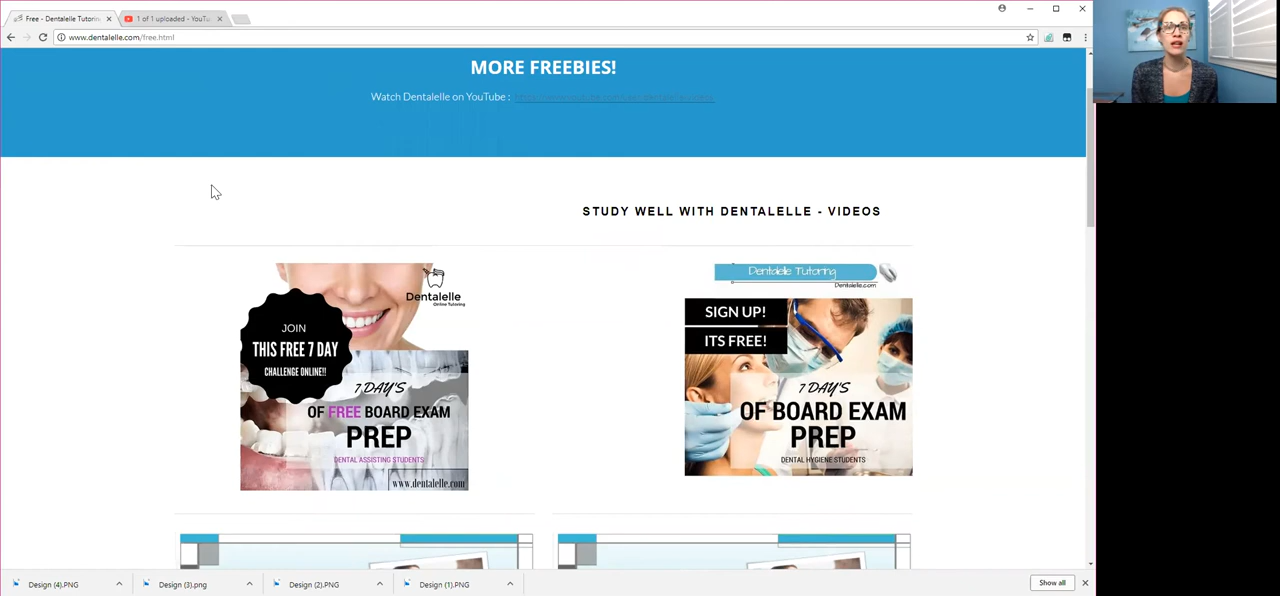 Free - Dentalelle Tutoring
1 of 1 uploaded - YouTu
www.dentalelle.com/free.html
MORE FREEBIES!
Watch Dentalelle on YouTube :
STUDY WELL WITH DENTALELLE - VIDEOS
Dentalelle
Online Tutoring
JOIN
THIS FREE 7 DAY
CHALLENGE ONLINE!!
7 DAY'S
OF FREE BOARD EXAM
PREP
DENTAL ASSISTING STUDENTS
www.dentalelle.com
Dentalelle Tutoring
Dentalelle.com
SIGN UP!
ITS FREE!
7 DAY'S
OF BOARD EXAM
PREP
DENTAL HYGIENE STUDENTS
Design (4).PNG
Design (3).png
Design (2).PNG
Design (1).PNG
Show all